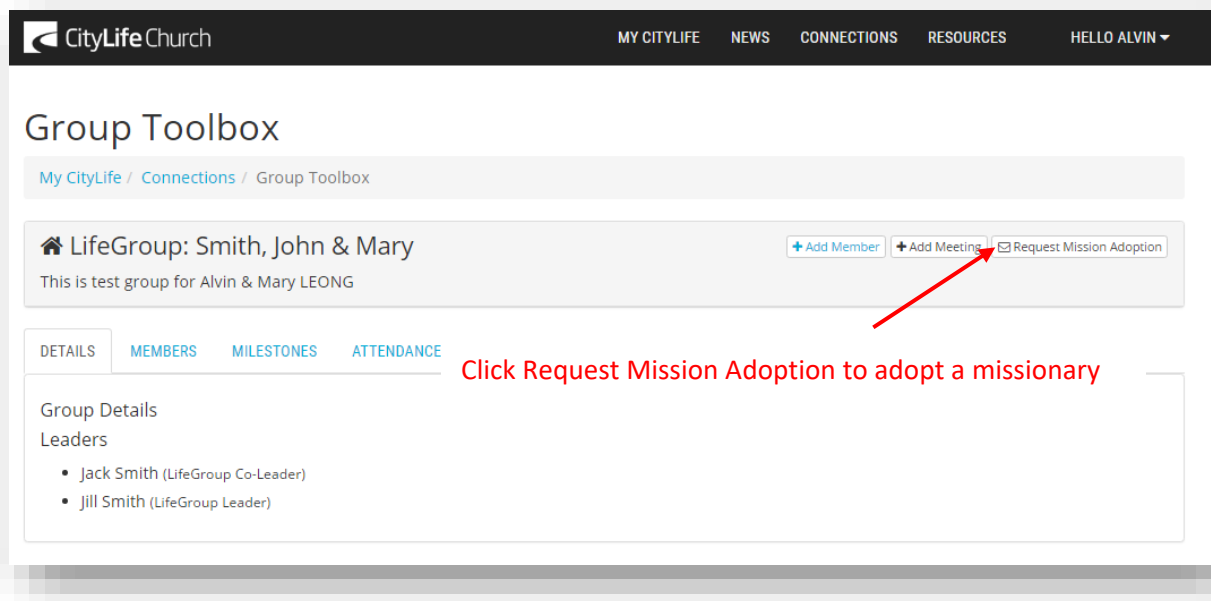 CityLife Church
MY CITYLIFE NEWS CONNECTIONS RESOURCES HELLO ALVIN
Group Toolbox
My CityLife / Connections / Group Toolbox
LifeGroup: Smith, John & Mary
+ Add Member + Add Meeting Request Mission Adoption
This is test group for Alvin & Mary LEONG
DETAILS MEMBERS MILESTONES ATTENDANCE
Click Request Mission Adoption to adopt a missionary
Group Details
Leaders
• Jack Smith (LifeGroup Co-Leader)
• Jill Smith (LifeGroup Leader)